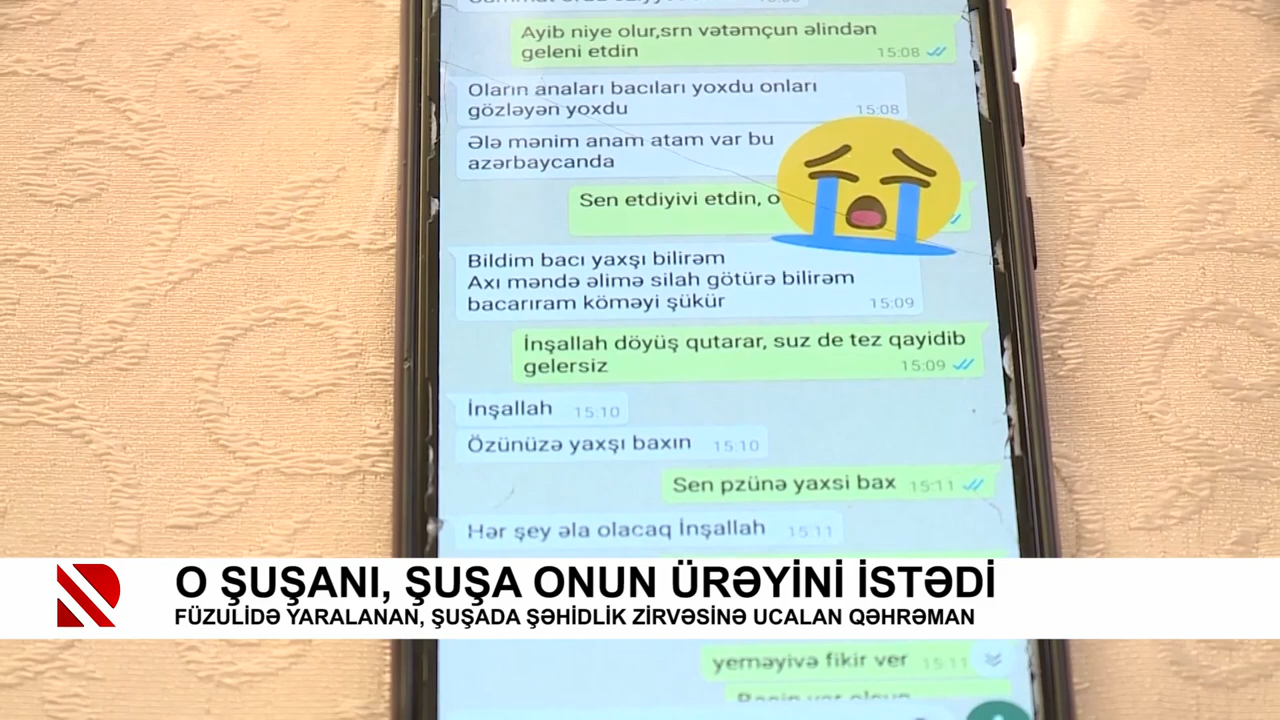 Ayib niye olur,srn vətəmçun əlindən
geleni etdin
15:08
Oların anaları bacıları yoxdu onları
gözləyən yoxdu
15:08
Ələ mənim anam atam var bu
azərbaycanda
Sen etdiyivi etdin, o
Bildim bacı yaxşı bilirəm
Axı məndə əlimə silah götürə bilirəm
bacarıram köməyi şükür
15:09
İnşallah döyüş qutarar, suz de tez qayidib
gelersiz
15:09
İnşallah 15:10
Özünüzə yaxşı baxın 15:10
Sen pzünə yaxsi bax 15:11
Hər şey əla olacaq İnşallah 15:11
O ŞUŞANI, ŞUŞA ONUN ÜRƏYİNİ İSTƏDİ
FÜZULİDƏ YARALANAN, ŞUŞADA ŞƏHİDLİK ZİRVƏSİNƏ UCALAN QƏHRƏMAN
yeməyivə fikir ver 15:11